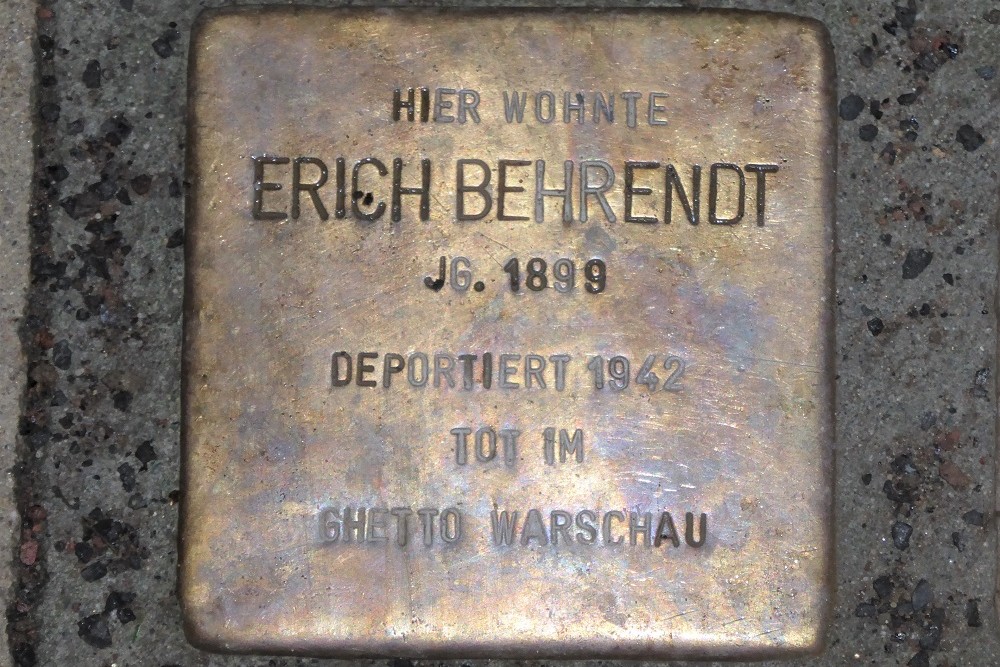 HIER WOHNTE
ERICH BEHRENDT
JG. 1899
DEPORTIERT 1942
TOT IM
GHETTO WARSCHAU